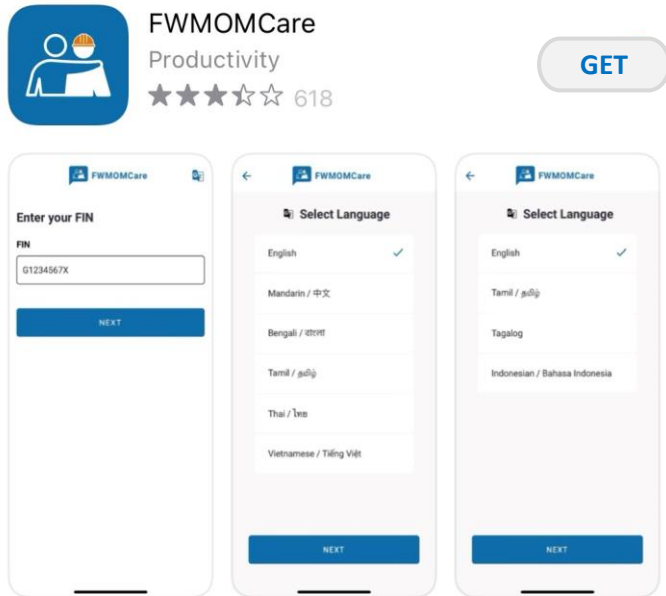 FWMOMCare
Productivity
GET
618
FWMOMCare
Enter your FIN
FIN
G1234567X
NEXT
FWMOMCare
Select Language
English
Mandarin / 中文
Bengali / বাংলা
Tamil / தமிழ்
Thai / ไทย
Vietnamese / Tiếng Việt
NEXT
FWMOMCare
Select Language
English
Tamil / தமிழ்
Tagalog
Indonesian / Bahasa Indonesia
NEXT